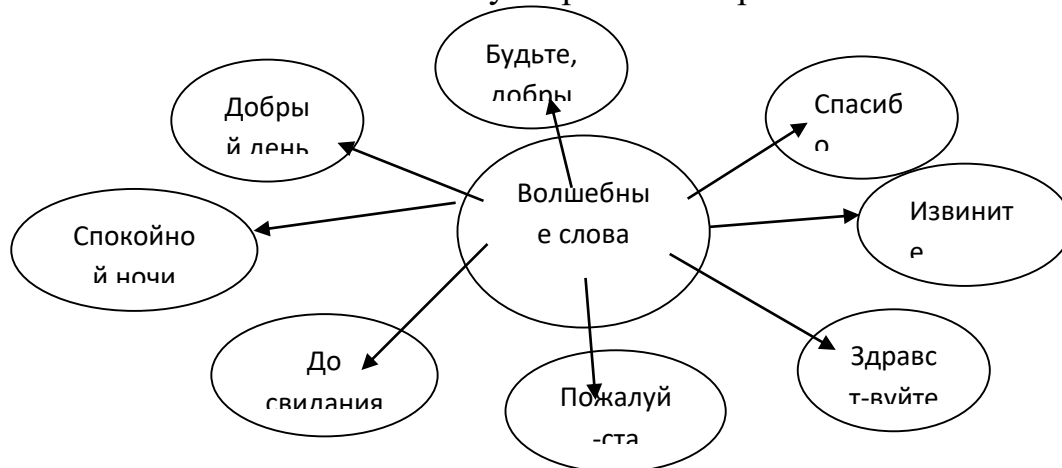 Будьте,
добры
Добры
й день
Спасиб
о
Волшебны
е слова
Извинит
е
Спокойно
й ночи
До
свидания
Пожалуй
-ста
Здравс
т-вуйте